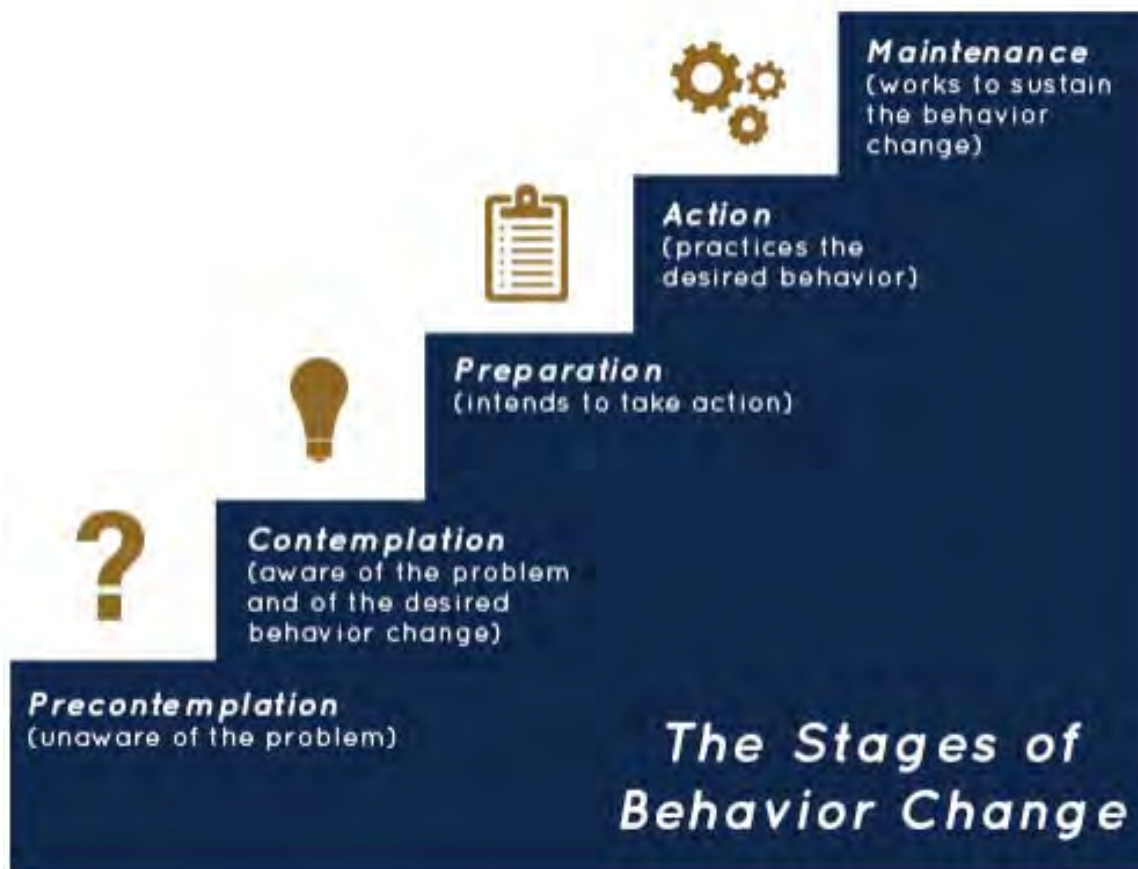 Maintenance
(works to sustain
the behavior
change)
Action
(practices the
desired behavior)
Preparation
(intends to take action)
Contemplation
(aware of the problem
and of the desired
behavior change)
Precontemplation
(unaware of the problem)
The Stages of
Behavior Change